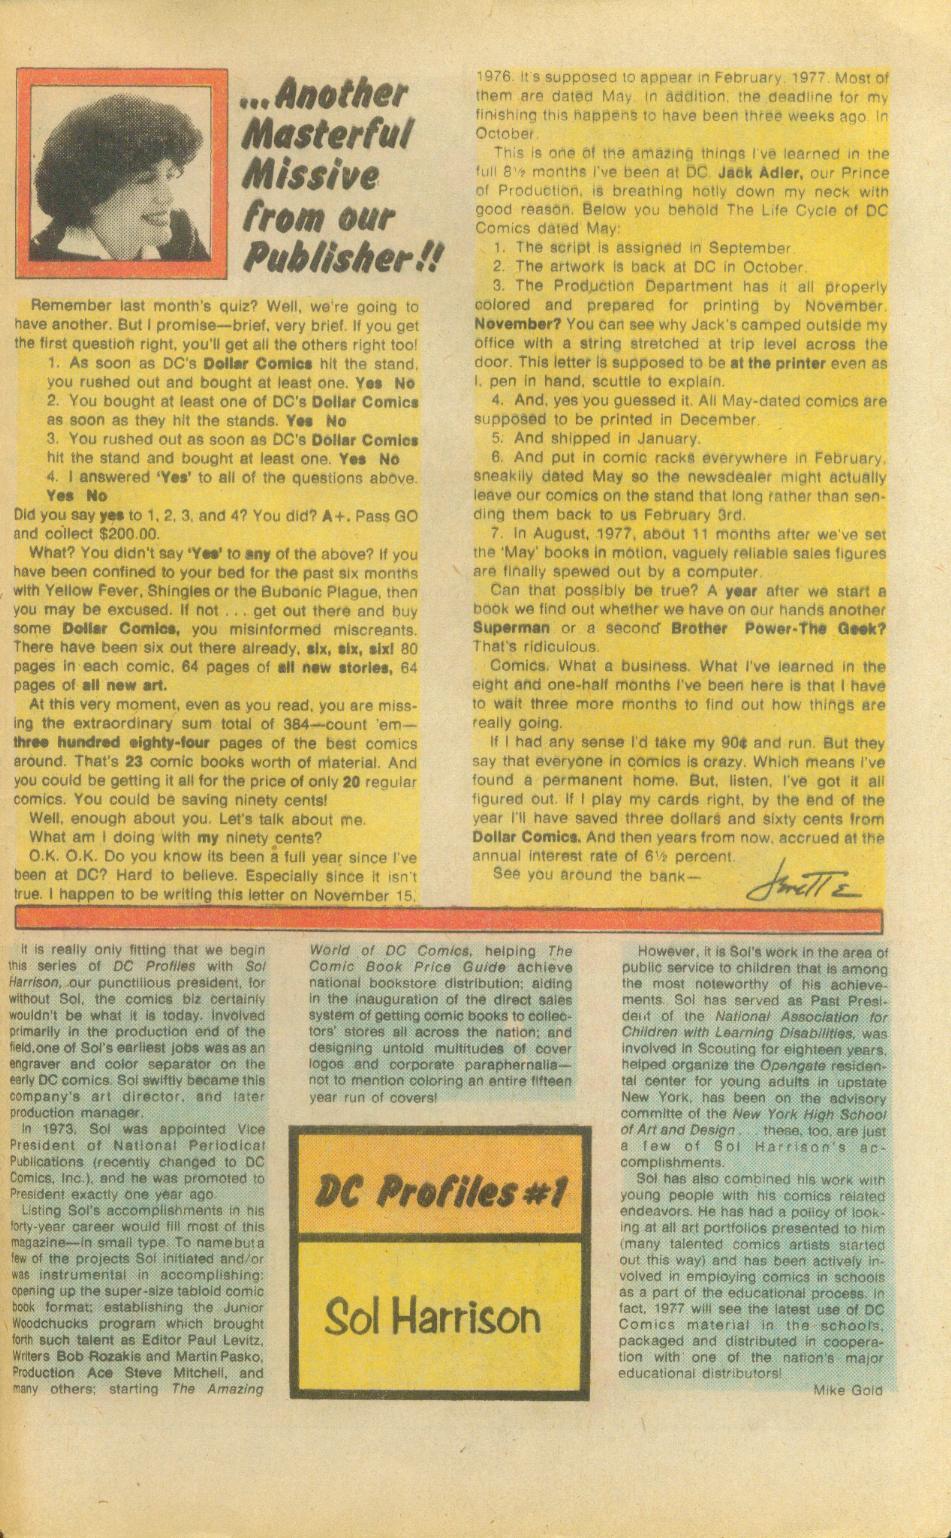 ...Another
Masterful
Missive
from our
Publisher!!
Remember last month's quiz? Well, we're going to
have another. But I promise—brief, very brief. If you get
the first question right, you'll get all the others right too!
1. As soon as DC's Dollar Comics hit the stand,
you rushed out and bought at least one. Yes No
2. You bought at least one of DC's Dollar Comics
as soon as they hit the stands. Yes No
3. You rushed out as soon as DC's Dollar Comics
hit the stand and bought at least one. Yes No
4. I answered 'Yes' to all of the questions above.
Yes No
Did you say yes to 1, 2, 3, and 4? You did? A+. Pass GO
and collect $200.00.
What? You didn't say 'Yes' to any of the above? If you
have been confined to your bed for the past six months
with Yellow Fever, Shingles or the Bubonic Plague, then
you may be excused. If not . . . get out there and buy
some Dollar Comics, you misinformed miscreants.
There have been six out there already, six, six, six! 80
pages in each comic, 64 pages of all new stories, 64
pages of all new art.
At this very moment, even as you read, you are miss-
ing the extraordinary sum total of 384—count 'em—
three hundred eighty-four pages of the best comics
around. That's 23 comic books worth of material. And
you could be getting it all for the price of only 20 regular
comics. You could be saving ninety cents!
Well, enough about you. Let's talk about me.
What am I doing with my ninety cents?
O.K. O.K. Do you know its been a full year since I've
been at DC? Hard to believe. Especially since it isn't
true. I happen to be writing this letter on November 15,
1976. It's supposed to appear in February, 1977. Most of
them are dated May. In addition, the deadline for my
finishing this happens to have been three weeks ago. In
October.
This is one of the amazing things I've learned in the
full 8½ months I've been at DC. Jack Adler, our Prince
of Production, is breathing hotly down my neck with
good reason. Below you behold The Life Cycle of DC
Comics dated May:
1. The script is assigned in September.
2. The artwork is back at DC in October.
3. The Production Department has it all properly
colored and prepared for printing by November.
November? You can see why Jack's camped outside my
office with a string stretched at trip level across the
door. This letter is supposed to be at the printer even as
I, pen in hand, scuttle to explain.
4. And, yes you guessed it. All May-dated comics are
supposed to be printed in December.
5. And shipped in January.
6. And put in comic racks everywhere in February,
sneakily dated May so the newsdealer might actually
leave our comics on the stand that long rather than sen-
ding them back to us February 3rd.
7. In August, 1977, about 11 months after we've set
the 'May' books in motion, vaguely reliable sales figures
are finally spewed out by a computer.
Can that possibly be true? A year after we start a
book we find out whether we have on our hands another
Superman or a second Brother Power-The Geek?
That's ridiculous.
Comics. What a business. What I've learned in the
eight and one-half months I've been here is that I have
to wait three more months to find out how things are
really going.
If I had any sense I'd take my 90¢ and run. But they
say that everyone in comics is crazy. Which means I've
found a permanent home. But, listen, I've got it all
figured out. If I play my cards right, by the end of the
year I'll have saved three dollars and sixty cents from
Dollar Comics. And then years from now, accrued at the
annual interest rate of 6½ percent.
See you around the bank—
Jenette
It is really only fitting that we begin
this series of DC Profiles with Sol
Harrison, our punctilious president, for
without Sol, the comics biz certainly
wouldn't be what it is today. Involved
primarily in the production end of the
field, one of Sol's earliest jobs was as an
engraver and color separator on the
early DC comics. Sol swiftly became this
company's art director, and later
production manager.
In 1973, Sol was appointed Vice
President of National Periodical
Publications (recently changed to DC
Comics, Inc.), and he was promoted to
President exactly one year ago.
Listing Sol's accomplishments in his
forty-year career would fill most of this
magazine—in small type. To name but a
few of the projects Sol initiated and/or
was instrumental in accomplishing:
opening up the super-size tabloid comic
book format; establishing the Junior
Woodchucks program which brought
forth such talent as Editor Paul Levitz,
Writers Bob Rozakis and Martin Pasko,
Production Ace Steve Mitchell, and
many others; starting The Amazing
World of DC Comics, helping The
Comic Book Price Guide achieve
national bookstore distribution; aiding
in the inauguration of the direct sales
system of getting comic books to collec-
tors' stores all across the nation; and
designing untold multitudes of cover
logos and corporate paraphernalia—
not to mention coloring an entire fifteen
year run of covers!
DC Profiles #1
Sol Harrison
However, it is Sol's work in the area of
public service to children that is among
the most noteworthy of his achieve-
ments. Sol has served as Past Presi-
dent of the National Association for
Children with Learning Disabilities, was
involved in Scouting for eighteen years,
helped organize the Opengate residen-
tal center for young adults in upstate
New York, has been on the advisory
committe of the New York High School
of Art and Design . . . these, too, are just
a few of Sol Harrison's ac-
complishments.
Sol has also combined his work with
young people with his comics related
endeavors. He has had a policy of look-
ing at all art portfolios presented to him
(many talented comics artists started
out this way) and has been actively in-
volved in employing comics in schools
as a part of the educational process. In
fact, 1977 will see the latest use of DC
Comics material in the schools,
packaged and distributed in coopera-
tion with one of the nation's major
educational distributors!
Mike Gold